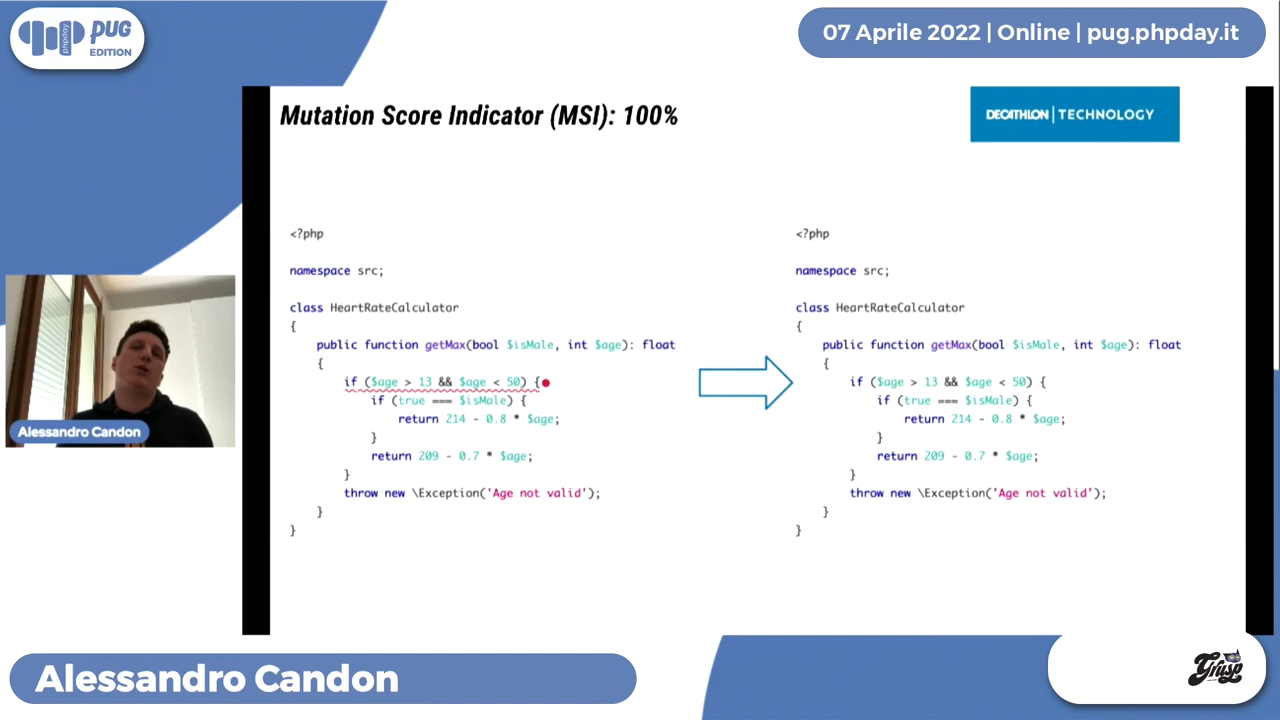 phpday
PUG
EDITION
07 Aprile 2022 | Online | pug.phpday.it
Mutation Score Indicator (MSI): 100%
DECATHLON | TECHNOLOGY
<?php
namespace src;
class HeartRateCalculator
{
public function getMax(bool $isMale, int $age): float
{
if ($age > 13 && $age < 50) {
if (true === $isMale) {
return 214 - 0.8 * $age;
}
return 209 - 0.7 * $age;
}
throw new \Exception('Age not valid');
}
}
<?php
namespace src;
class HeartRateCalculator
{
public function getMax(bool $isMale, int $age): float
{
if ($age > 13 && $age < 50) {
if (true === $isMale) {
return 214 - 0.8 * $age;
}
return 209 - 0.7 * $age;
}
throw new \Exception('Age not valid');
}
}
Alessandro Candon
Alessandro Candon
Grusp